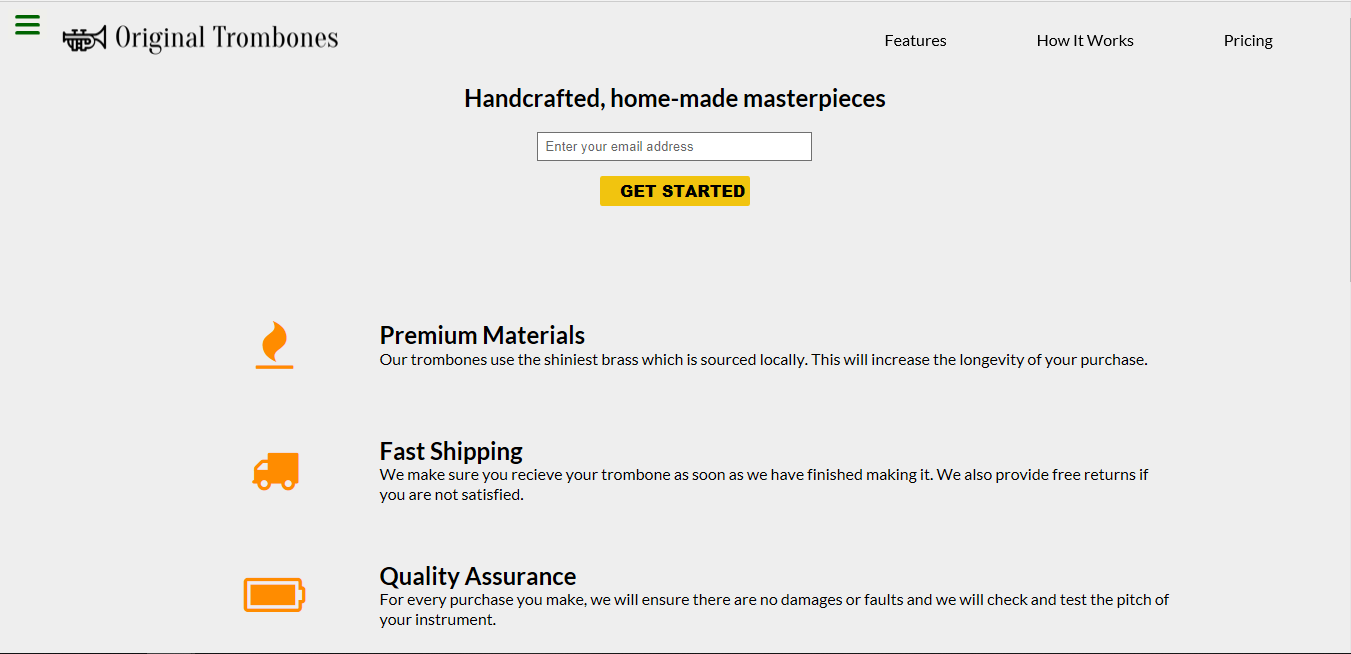 Original Trombones
Features
How It Works
Pricing
Handcrafted, home-made masterpieces
Enter your email address
GET STARTED
Premium Materials
Our trombones use the shiniest brass which is sourced locally. This will increase the longevity of your purchase.
Fast Shipping
We make sure you recieve your trombone as soon as we have finished making it. We also provide free returns if
you are not satisfied.
Quality Assurance
For every purchase you make, we will ensure there are no damages or faults and we will check and test the pitch of
your instrument.